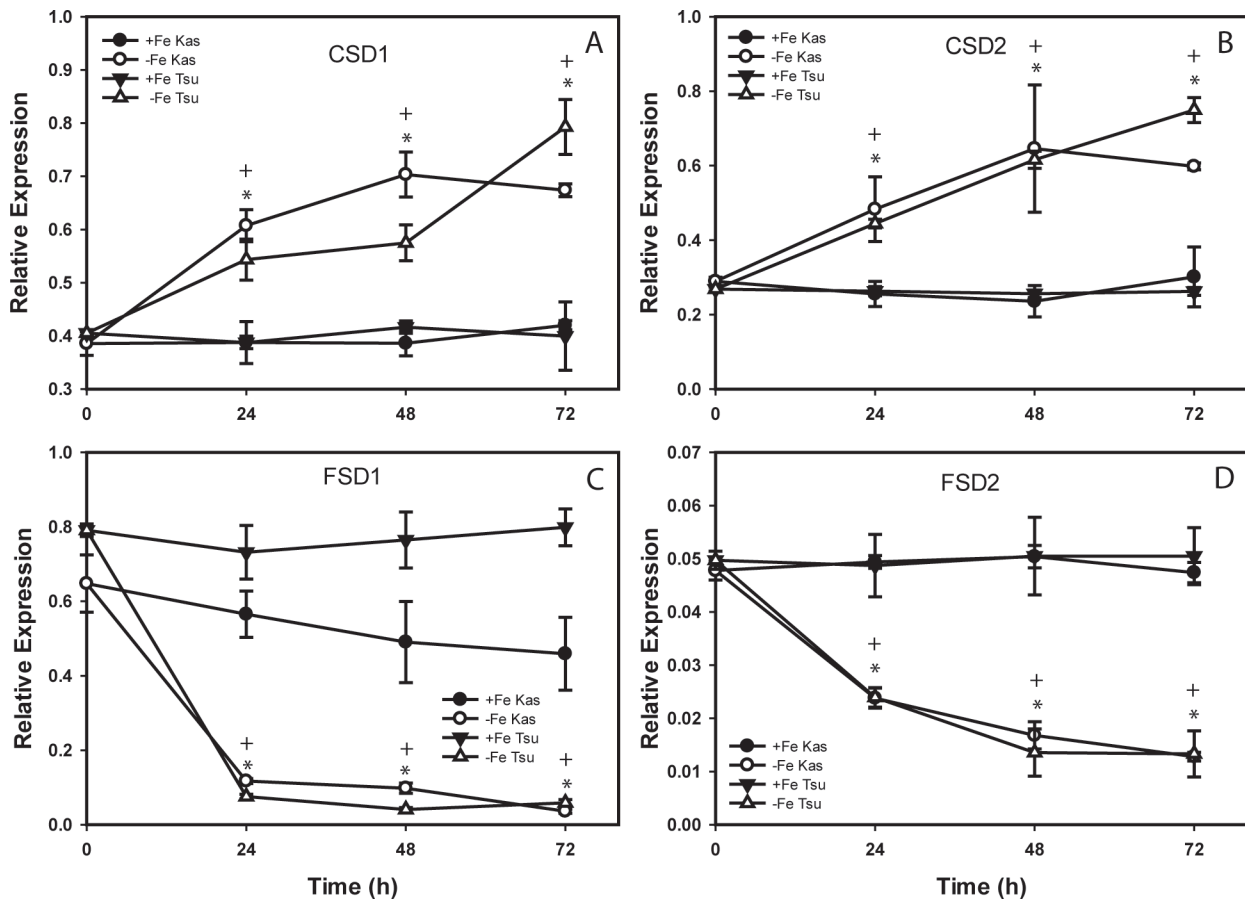 A
CSD1
+Fe Kas
-Fe Kas
+Fe Tsu
-Fe Tsu
Relative Expression
1.0
0.9
0.8
0.7
0.6
0.5
0.4
0.3
0 24 48 72
+ + +
* * *
B
CSD2
+Fe Kas
-Fe Kas
+Fe Tsu
-Fe Tsu
Relative Expression
1.0
0.8
0.6
0.4
0.2
0.0
0 24 48 72
+ + +
* * *
C
FSD1
+Fe Kas
-Fe Kas
+Fe Tsu
-Fe Tsu
Relative Expression
1.0
0.8
0.6
0.4
0.2
0.0
0 24 48 72
+ + +
* * *
Time (h)
D
FSD2
+Fe Kas
-Fe Kas
+Fe Tsu
-Fe Tsu
Relative Expression
0.07
0.06
0.05
0.04
0.03
0.02
0.01
0.00
0 24 48 72
+ + +
* * *
Time (h)